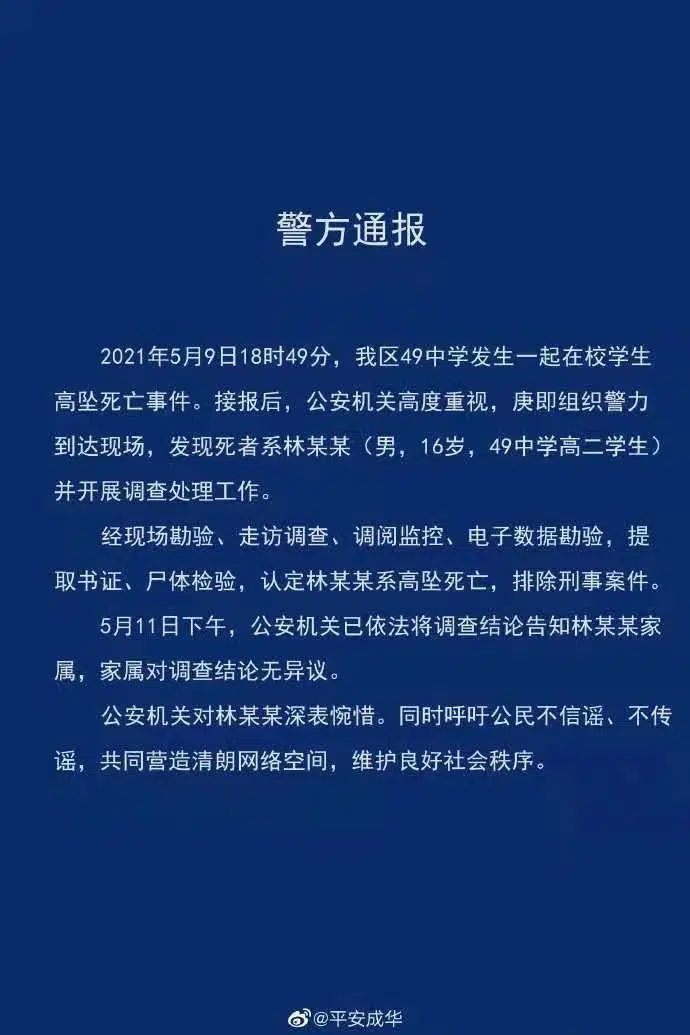 警方通报
2021年5月9日18时49分，我区49中学发生一起在校学生
高坠死亡事件。接报后，公安机关高度重视，庚即组织警力
到达现场，发现死者系林某某（男，16岁，49中学高二学生）
并开展调查处理工作。
经现场勘验、走访调查、调阅监控、电子数据勘验，提
取书证、尸体检验，认定林某某系高坠死亡，排除刑事案件。
5月11日下午，公安机关已依法将调查结论告知林某某家
属，家属对调查结论无异议。
公安机关对林某某深表惋惜。同时呼吁公民不信谣、不传
谣，共同营造清朗网络空间，维护良好社会秩序。
@平安成华